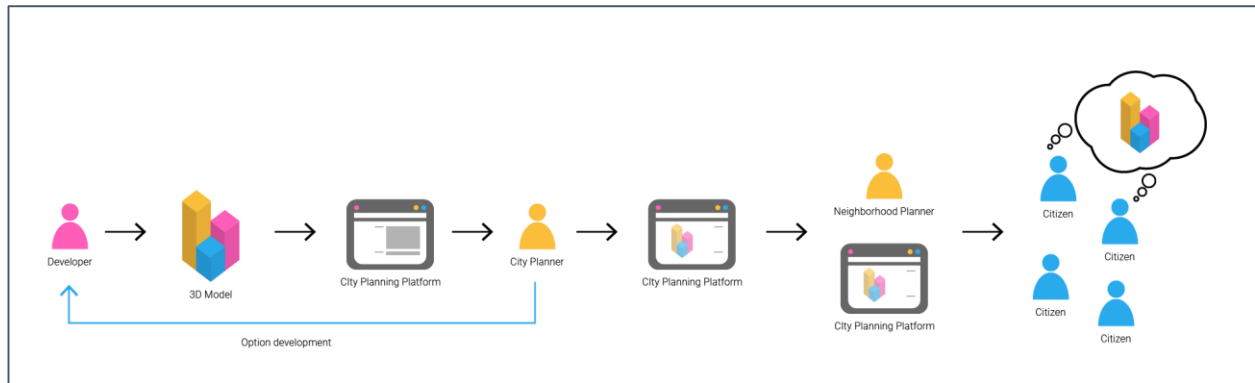 Developer
3D Model
CIty Planning Platform
City Planner
CIty Planning Platform
Neighborhood Planner
CIty Planning Platform
Citizen
Citizen
Citizen
Citizen
Option development